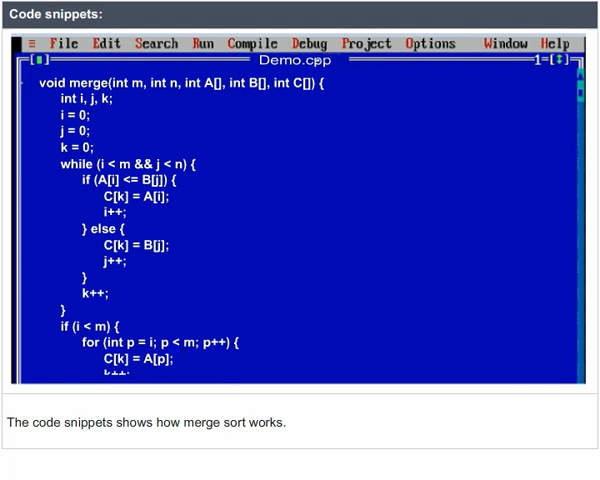 Code snippets:
≡ File Edit Search Run Compile Debug Project Options Window Help
[■] Demo.cpp 1=[↕]
void merge(int m, int n, int A[], int B[], int C[]) {
int i, j, k;
i = 0;
j = 0;
k = 0;
while (i < m && j < n) {
if (A[i] <= B[j]) {
C[k] = A[i];
i++;
} else {
C[k] = B[j];
j++;
}
k++;
}
if (i < m) {
for (int p = i; p < m; p++) {
C[k] = A[p];
k++;
The code snippets shows how merge sort works.